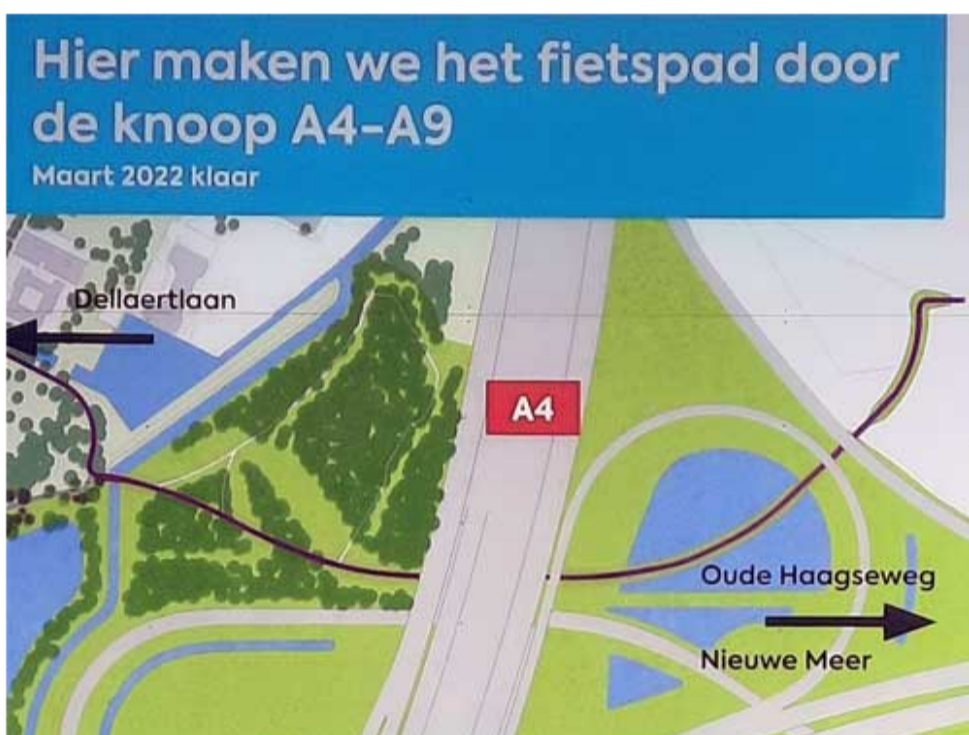 Hier maken we het fietspad door
de knoop A4-A9
Maart 2022 klaar
Dellaertlaan
A4
Oude Haagseweg
Nieuwe Meer